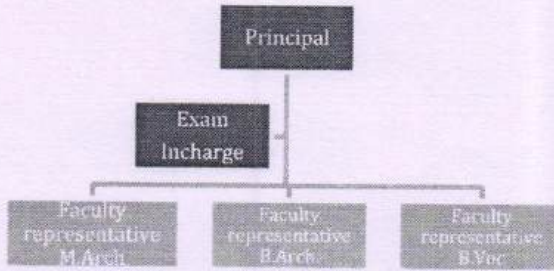 Principal
Exam
Incharge
Faculty
representative
M.Arch
Faculty
representative
B.Arch.
Faculty
representative
B.Voc